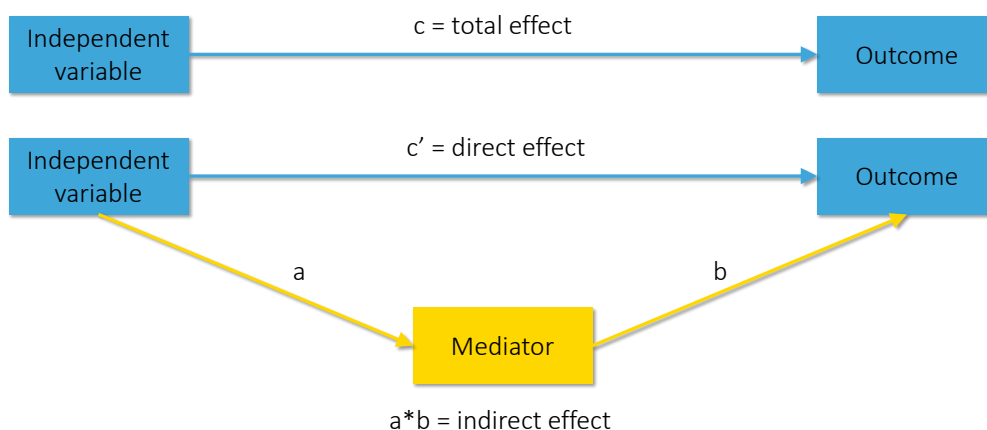 c = total effect
Independent
variable
Outcome
c’ = direct effect
Independent
variable
Outcome
a
b
Mediator
a*b = indirect effect